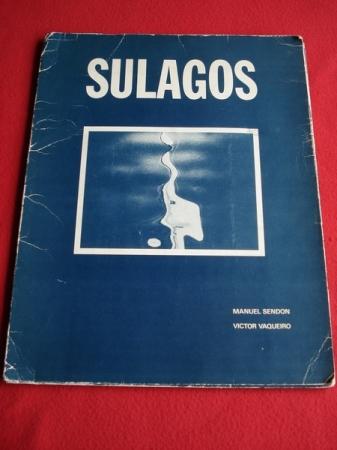 SULAGOS
MANUEL SENDON
VICTOR VAQUEIRO